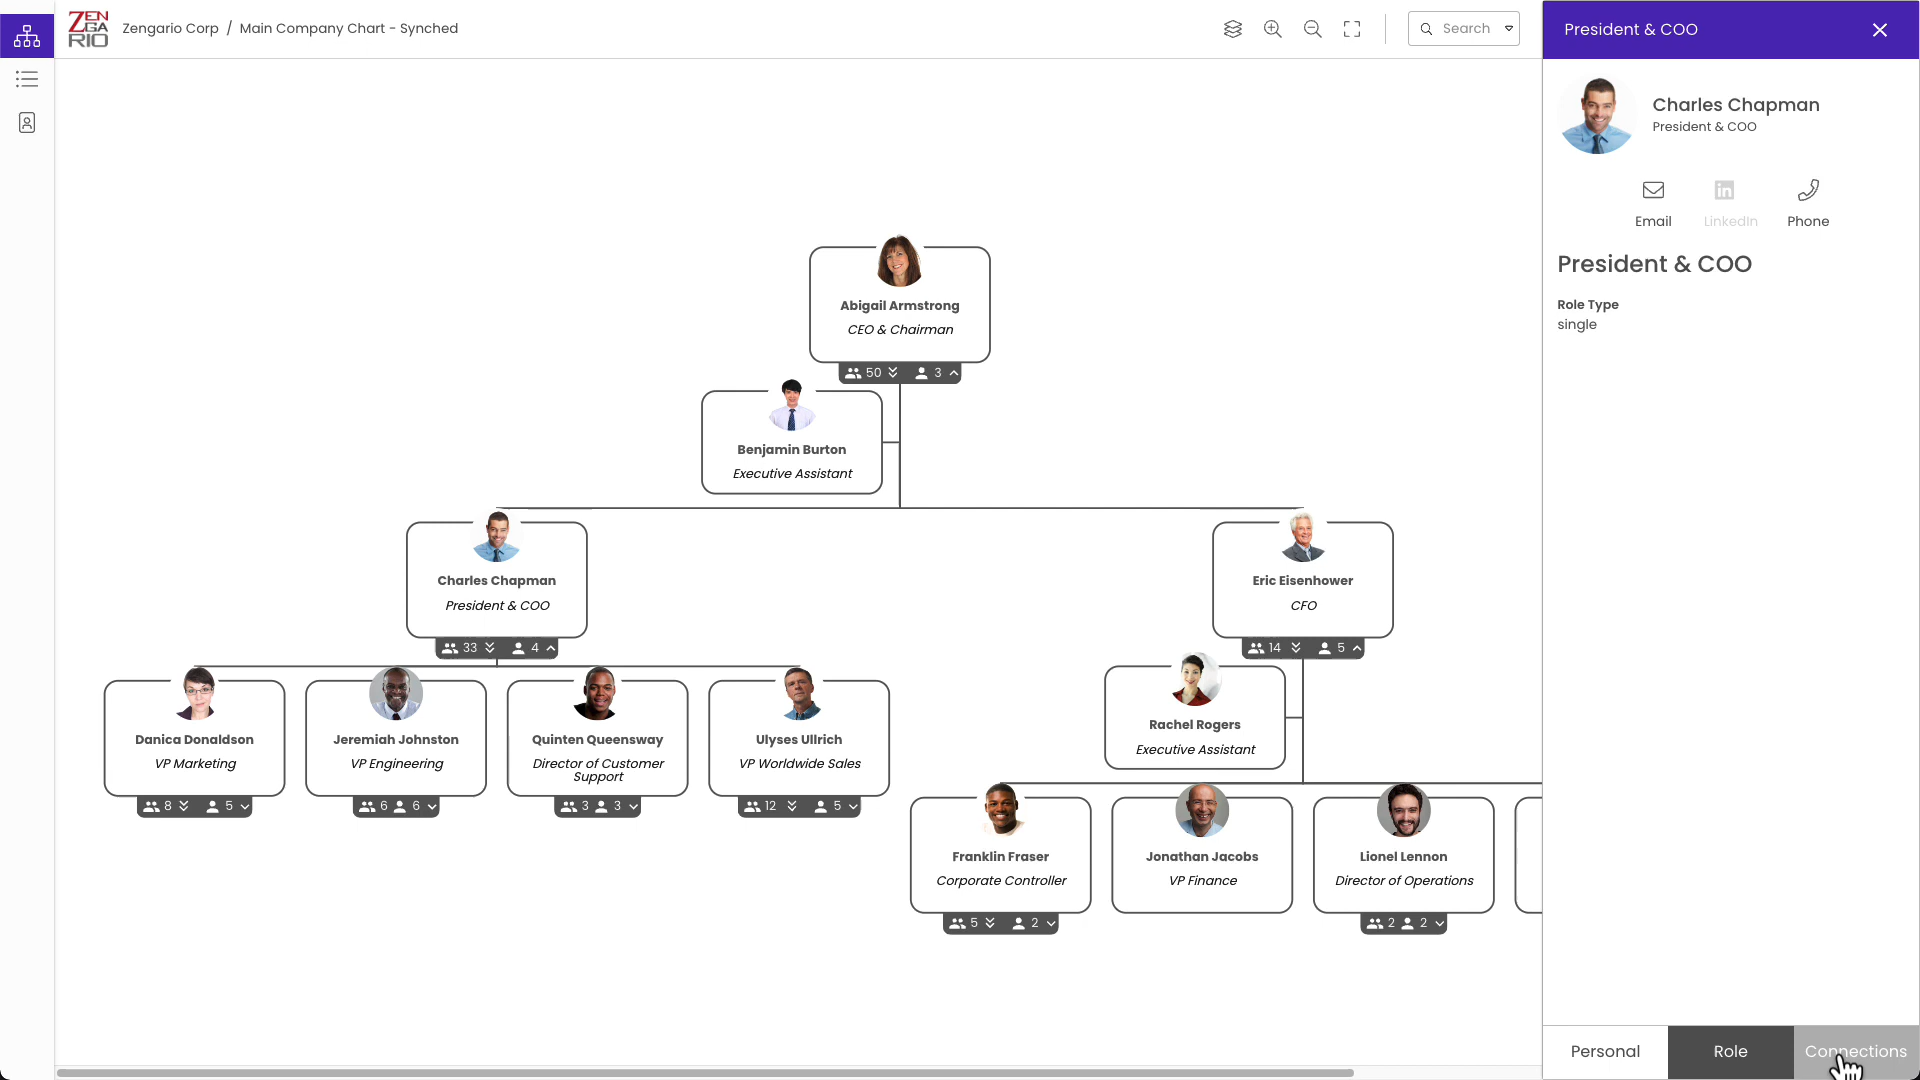 ZEN
GA
RIO
Zengario Corp / Main Company Chart - Synched
Search
President & COO
Charles Chapman
President & COO
Email
LinkedIn
Phone
President & COO
Role Type
single
Abigail Armstrong
CEO & Chairman
50
3
Benjamin Burton
Executive Assistant
Charles Chapman
President & COO
33
4
Eric Eisenhower
CFO
14
5
Rachel Rogers
Executive Assistant
Danica Donaldson
VP Marketing
8
5
Jeremiah Johnston
VP Engineering
6
6
Quinten Queensway
Director of Customer
Support
3
3
Ulyses Ullrich
VP Worldwide Sales
12
5
Franklin Fraser
Corporate Controller
5
2
Jonathan Jacobs
VP Finance
Lionel Lennon
Director of Operations
2
2
Personal
Role
Connections